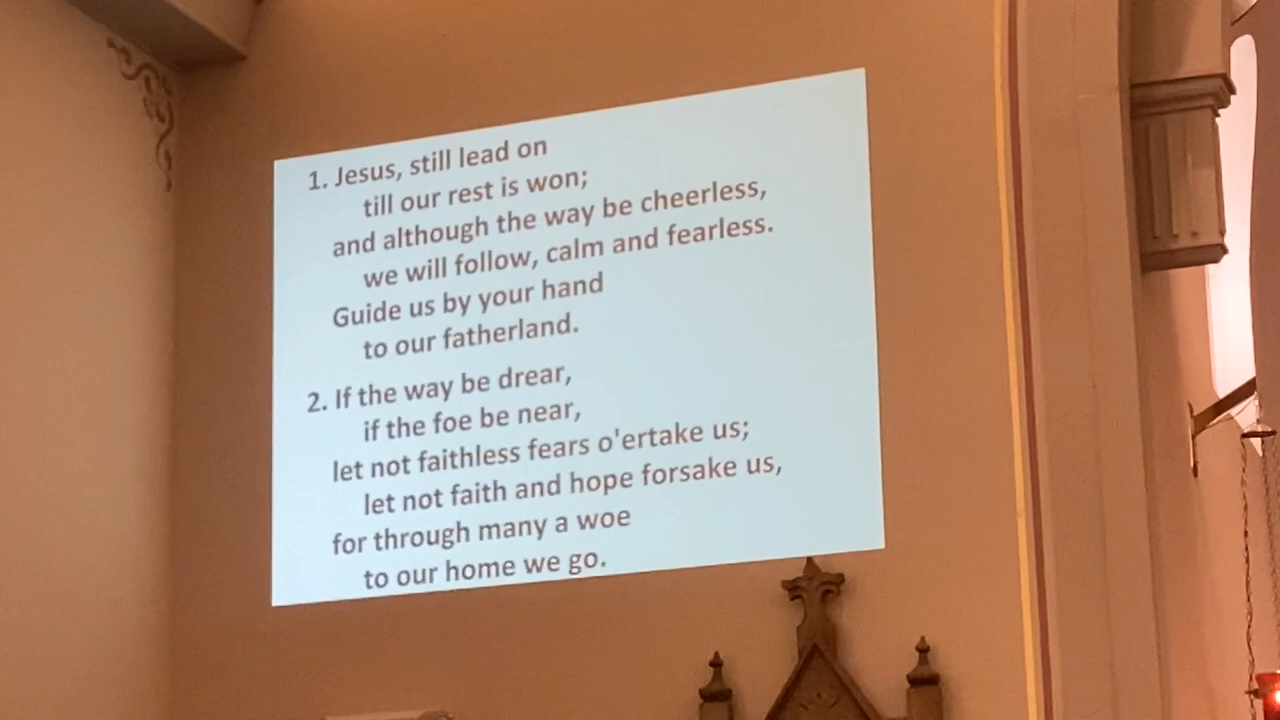 1. Jesus, still lead on
till our rest is won;
and although the way be cheerless,
we will follow, calm and fearless.
Guide us by your hand
to our fatherland.
2. If the way be drear,
if the foe be near,
let not faithless fears o'ertake us;
let not faith and hope forsake us,
for through many a woe
to our home we go.